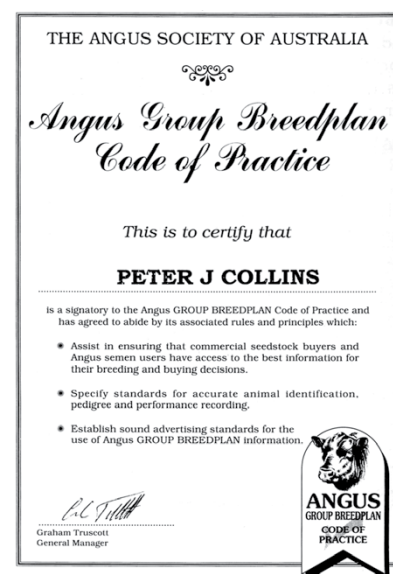 THE ANGUS SOCIETY OF AUSTRALIA
Angus Group Breedplan
Code of Practice
This is to certify that
PETER J COLLINS
is a signatory to the Angus GROUP BREEDPLAN Code of Practice and
has agreed to abide by its associated rules and principles which:
Assist in ensuring that commercial seedstock buyers and
Angus semen users have access to the best information for
their breeding and buying decisions.
Specify standards for accurate animal identification,
pedigree and performance recording.
Establish sound advertising standards for the
use of Angus GROUP BREEDPLAN information.
Graham Truscott
General Manager
ANGUS
GROUP BREEDPLAN
CODE OF
PRACTICE